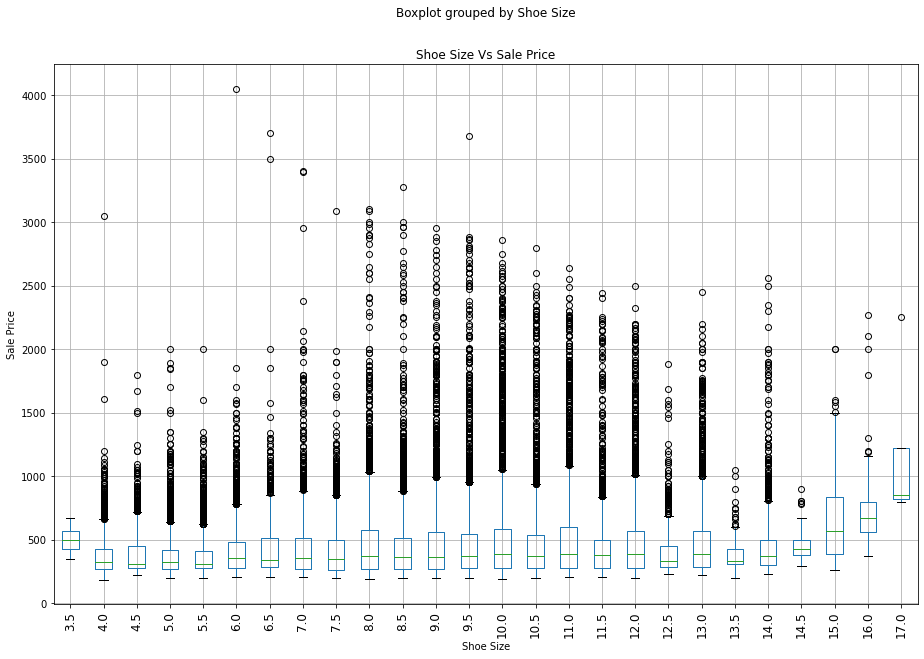 Boxplot grouped by Shoe Size
Shoe Size Vs Sale Price
4000
3500
3000
2500
2000
1500
1000
500
0
Sale Price
3.5 4.0 4.5 5.0 5.5 6.0 6.5 7.0 7.5 8.0 8.5 9.0 9.5 10.0 10.5 11.0 11.5 12.0 12.5 13.0 13.5 14.0 14.5 15.0 16.0 17.0
Shoe Size